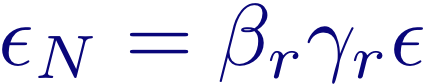 ϵ_N = β_r γ_r ϵ